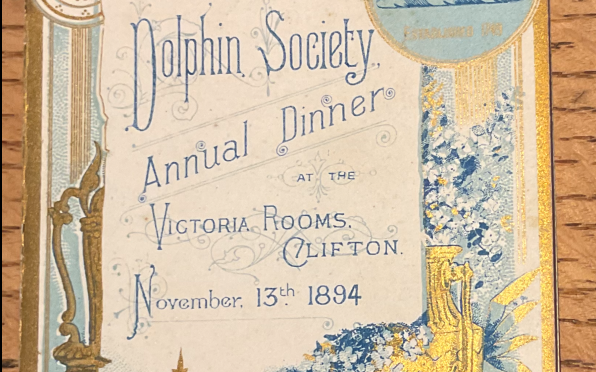 Dolphin Society,
Annual Dinner
AT THE
VICTORIA ROOMS.
CLIFTON.
November, 13th 1894